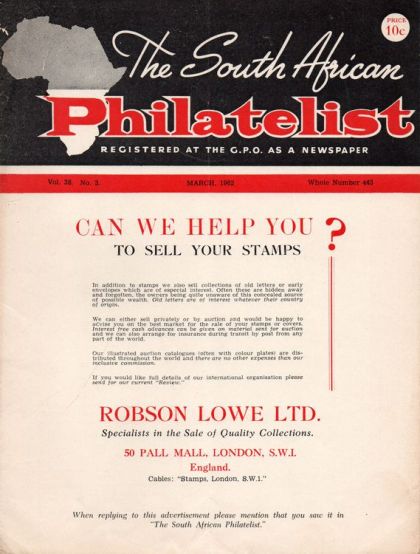 PRICE
10c
The South African
Philatelist
REGISTERED AT THE G.P.O. AS A NEWSPAPER
Vol. 38. No. 3. MARCH, 1962 Whole Number 443
CAN WE HELP YOU ?
TO SELL YOUR STAMPS
In addition to stamps we also sell collections of old letters or early
envelopes which are of especial interest. Often these are hidden away
and forgotten, the owners being quite unaware of this concealed source
of possible wealth. Old letters are of interest whatever their country
of origin.
We can either sell privately or by auction and would be happy to
advise you on the best market for the sale of your stamps or covers.
Interest free cash advances can be given on material sent for auction
and we can also arrange for insurance during transit by post from any
part of the world.
Our illustrated auction catalogues (often with colour plates) are dis-
tributed throughout the world and there are no other expenses then our
inclusive commission.
If you would like full details of our international organisation please
send for our current "Review."
ROBSON LOWE LTD.
Specialists in the Sale of Quality Collections.
50 PALL MALL, LONDON, S.W.I.
England.
Cables: "Stamps, London, S.W.1."
When replying to this advertisement please mention that you saw it in
"The South African Philatelist."